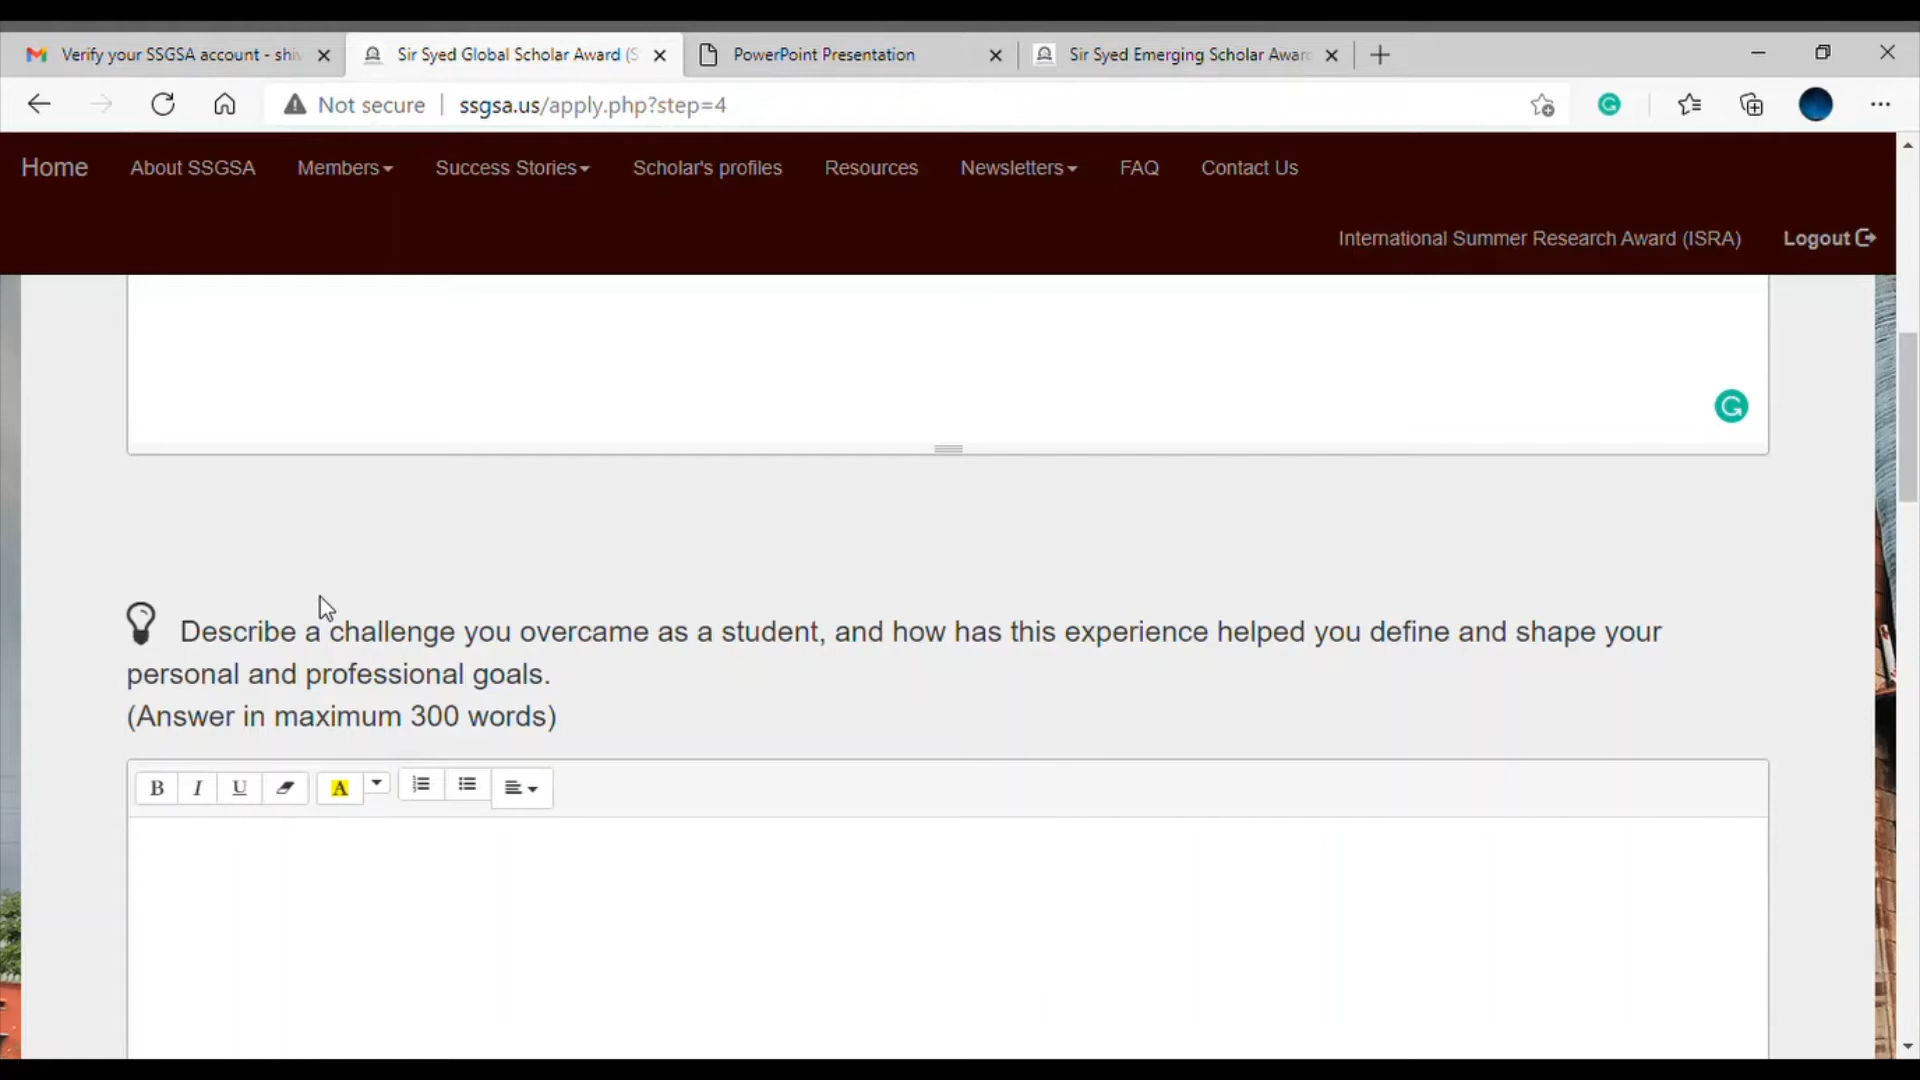 Verify your SSGSA account - shiv
Sir Syed Global Scholar Award (S
PowerPoint Presentation
Sir Syed Emerging Scholar Awar
Not secure
ssgsa.us/apply.php?step=4
Home
About SSGSA
Members
Success Stories
Scholar's profiles
Resources
Newsletters
FAQ
Contact Us
International Summer Research Award (ISRA)
Logout
Describe a challenge you overcame as a student, and how has this experience helped you define and shape your
personal and professional goals.
(Answer in maximum 300 words)
B I U A